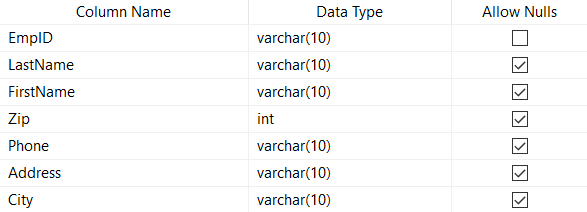 Column Name Data Type Allow Nulls
EmpID varchar(10)
LastName varchar(10)
FirstName varchar(10)
Zip int
Phone varchar(10)
Address varchar(10)
City varchar(10)